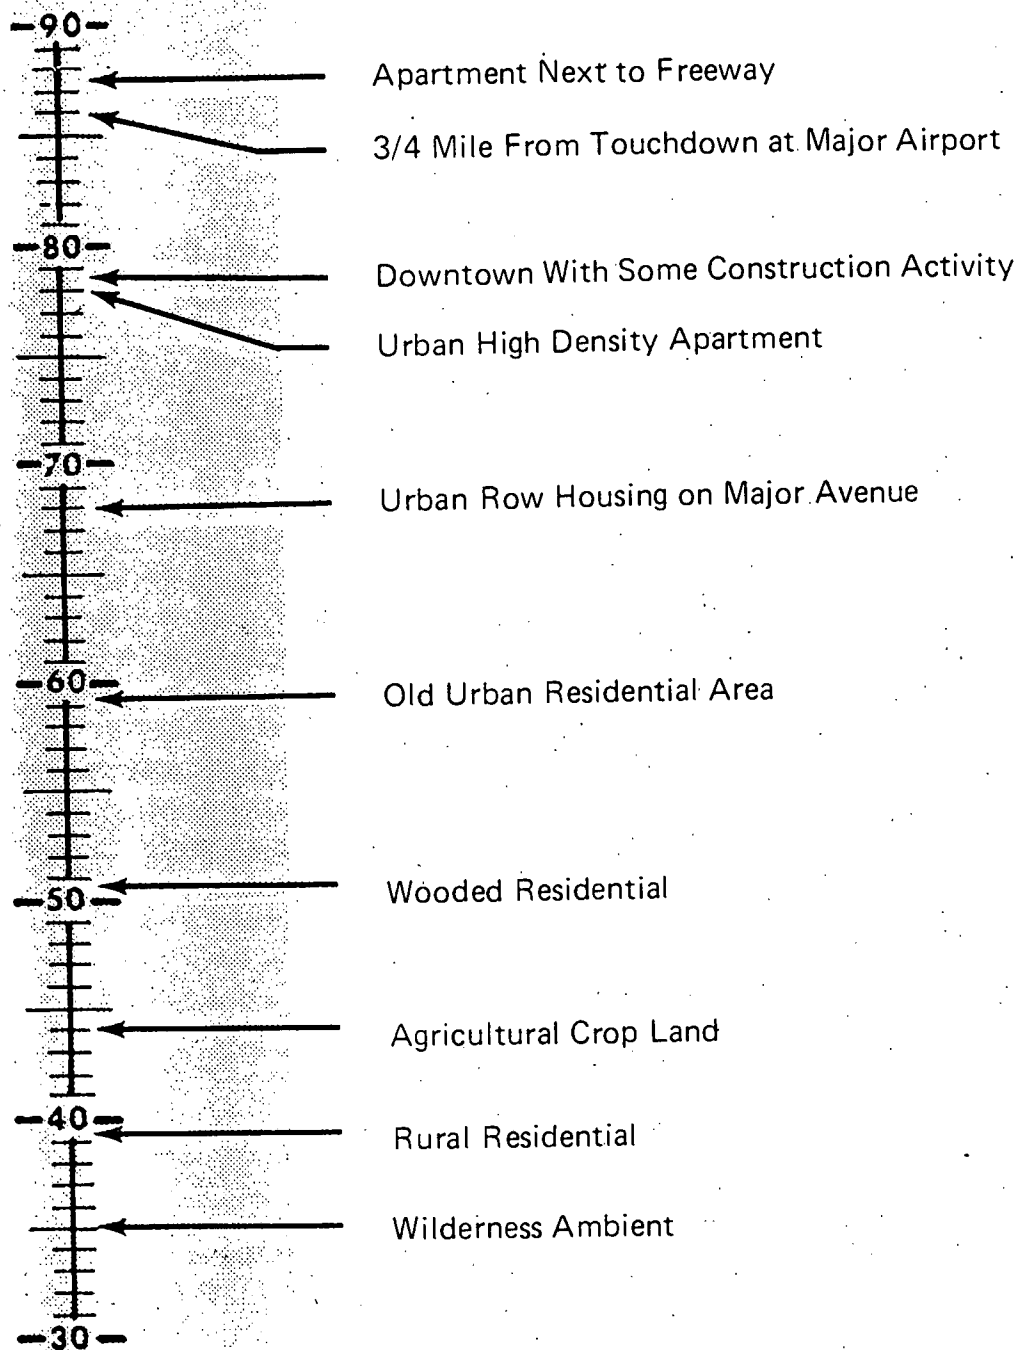 90
Apartment Next to Freeway
3/4 Mile From Touchdown at Major Airport
80
Downtown With Some Construction Activity
Urban High Density Apartment
70
Urban Row Housing on Major Avenue
60
Old Urban Residential Area
Wooded Residential
50
Agricultural Crop Land
40
Rural Residential
Wilderness Ambient
30